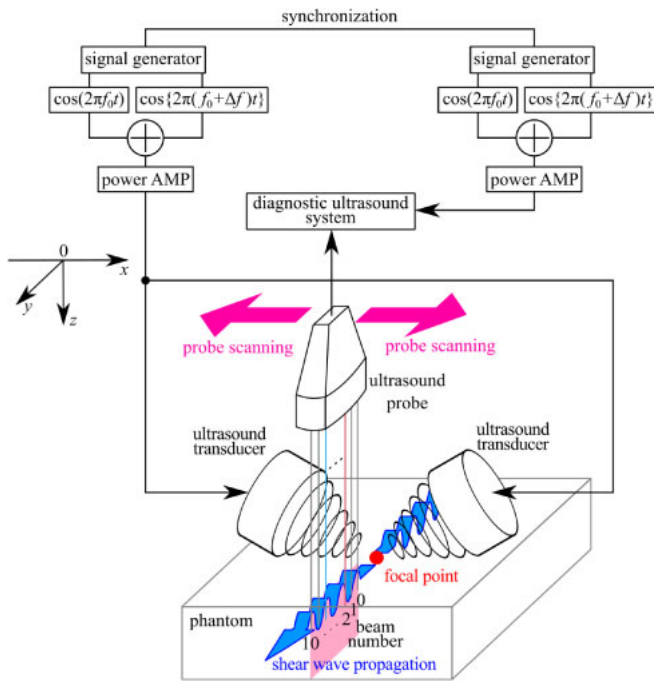 synchronization
signal generator
signal generator
cos(2πf₀t)
cos{2π(f₀+Δf)t}
cos(2πf₀t)
cos{2π(f₀+Δf)t}
power AMP
power AMP
diagnostic ultrasound
system
0
x
y
z
probe scanning
probe scanning
ultrasound
probe
ultrasound
transducer
ultrasound
transducer
focal point
phantom
0
1
2
10
beam
number
shear wave propagation